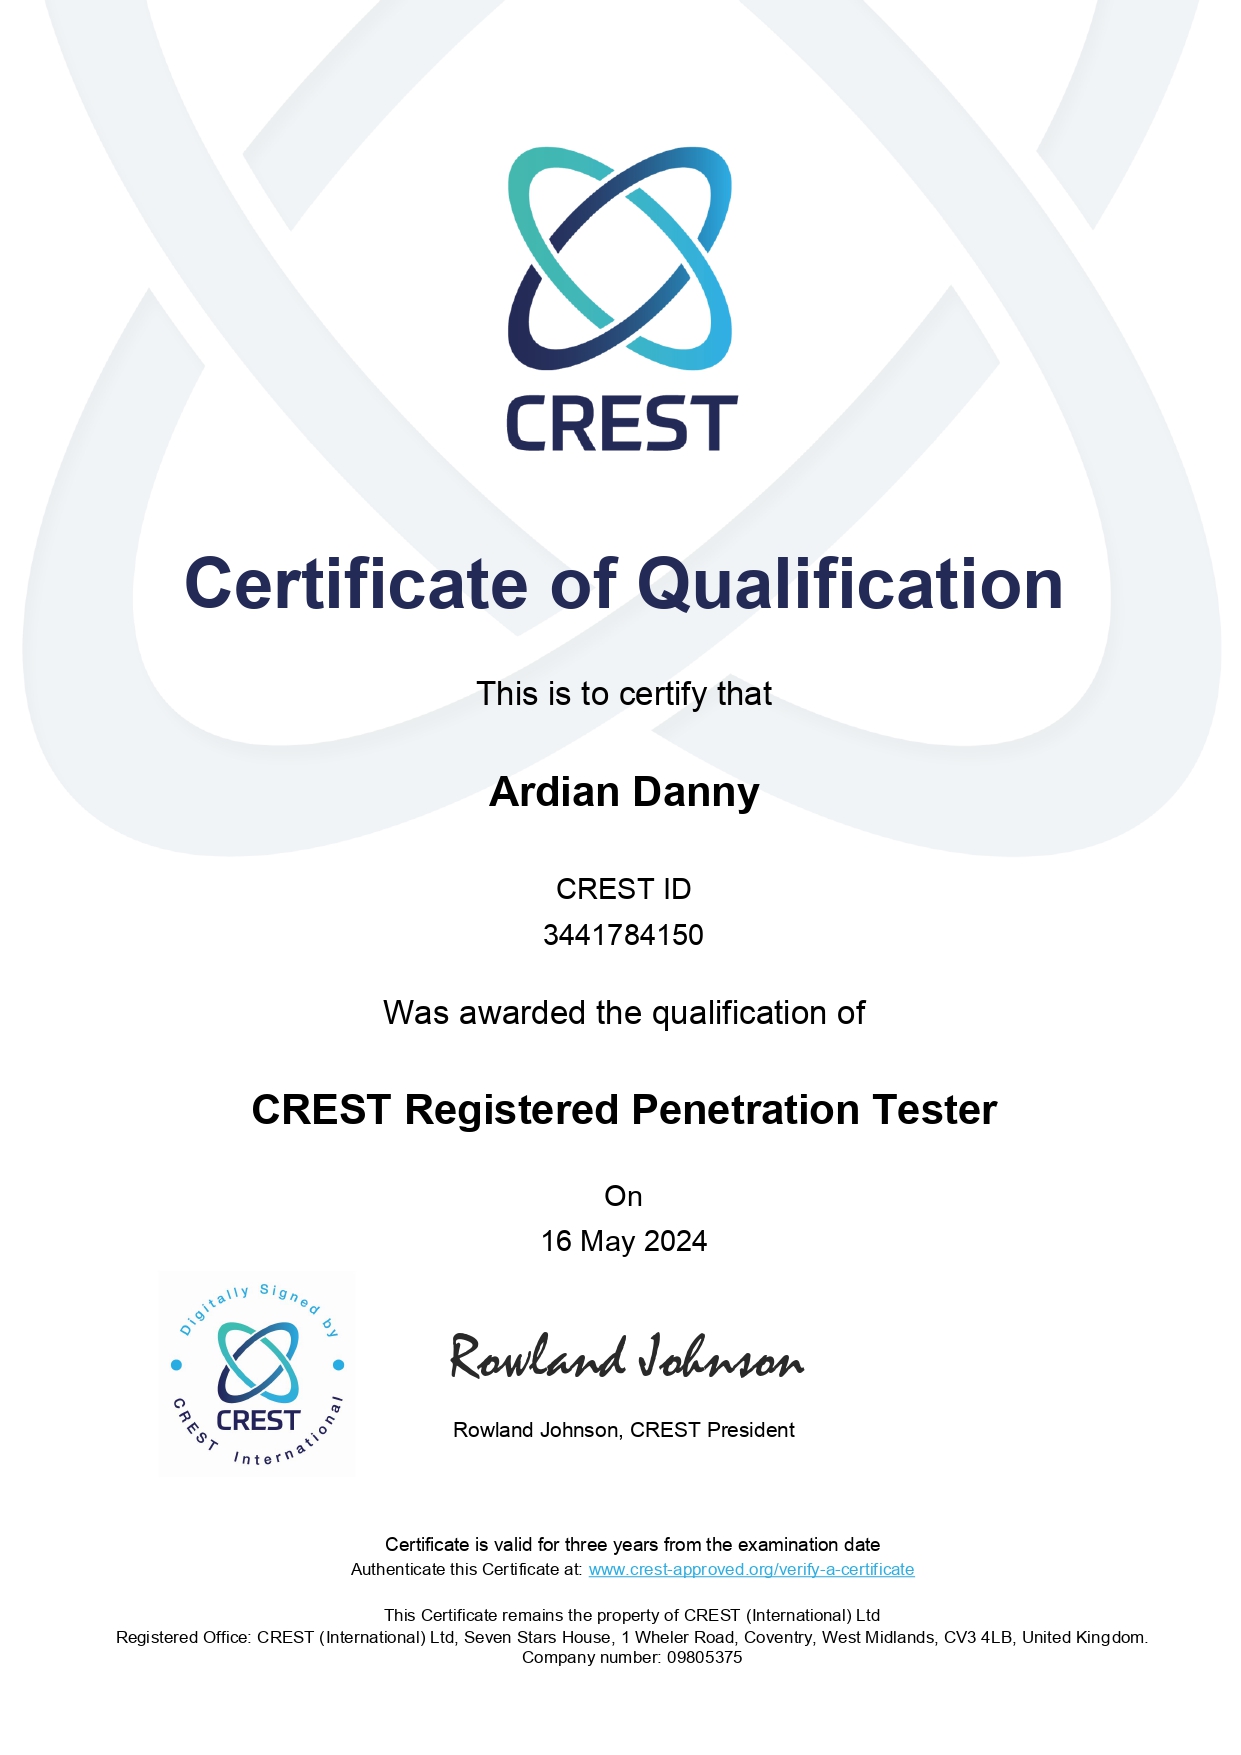 CREST
Certificate of Qualification
This is to certify that
Ardian Danny
CREST ID
3441784150
Was awarded the qualification of
CREST Registered Penetration Tester
On
16 May 2024
Digitally Signed by
CREST
CREST International
Rowland Johnson
Rowland Johnson, CREST President
Certificate is valid for three years from the examination date
Authenticate this Certificate at: www.crest-approved.org/verify-a-certificate
This Certificate remains the property of CREST (International) Ltd
Registered Office: CREST (International) Ltd, Seven Stars House, 1 Wheler Road, Coventry, West Midlands, CV3 4LB, United Kingdom.
Company number: 09805375